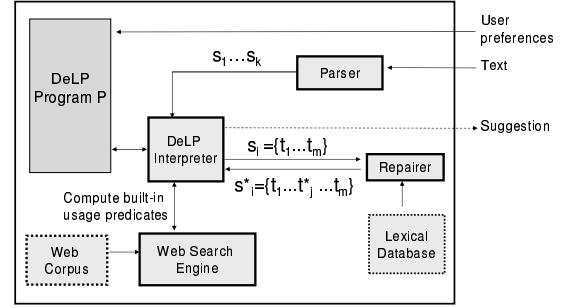 User
preferences
DeLP
Program P
s₁...sₖ
Parser
Text
DeLP
Interpreter
Suggestion
sᵢ ={t₁...tₘ}
Repairer
s*ᵢ={t₁...t*ⱼ ...tₘ}
Compute built-in
usage predicates
Web
Corpus
Web Search
Engine
Lexical
Database